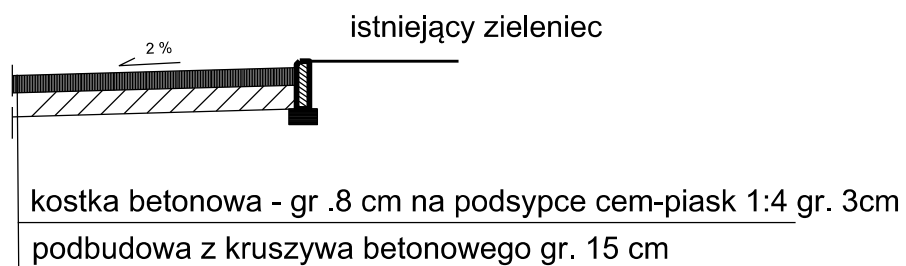 istniejący zieleniec
2 %
kostka betonowa - gr .8 cm na podsypce cem-piask 1:4 gr. 3cm
podbudowa z kruszywa betonowego gr. 15 cm